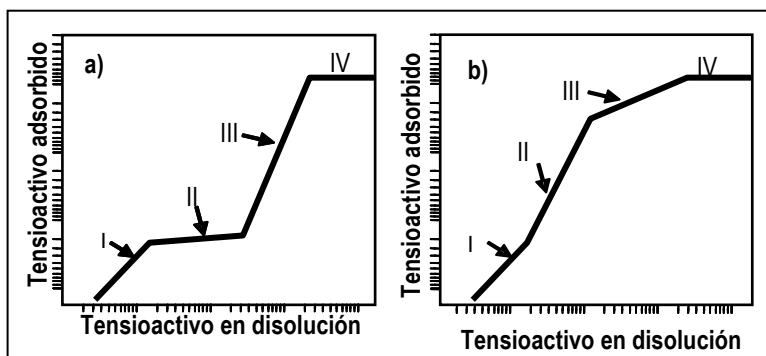 a)
IV
III
II
I
Tensioactivo adsorbido
Tensioactivo en disolución
b)
IV
III
II
I
Tensioactivo adsorbido
Tensioactivo en disolución